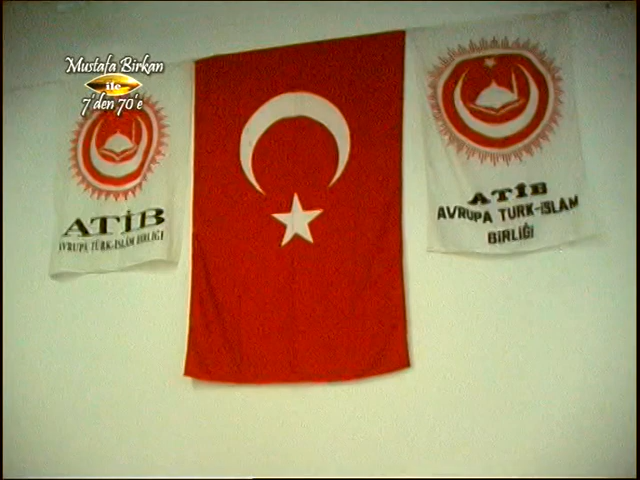 Mustafa Birkan
ile
7'den 70'e
ATİB
AVRUPA TÜRK-İSLÂM BİRLİĞİ
ATİB
AVRUPA TÜRK-İSLAM
BİRLİĞİ